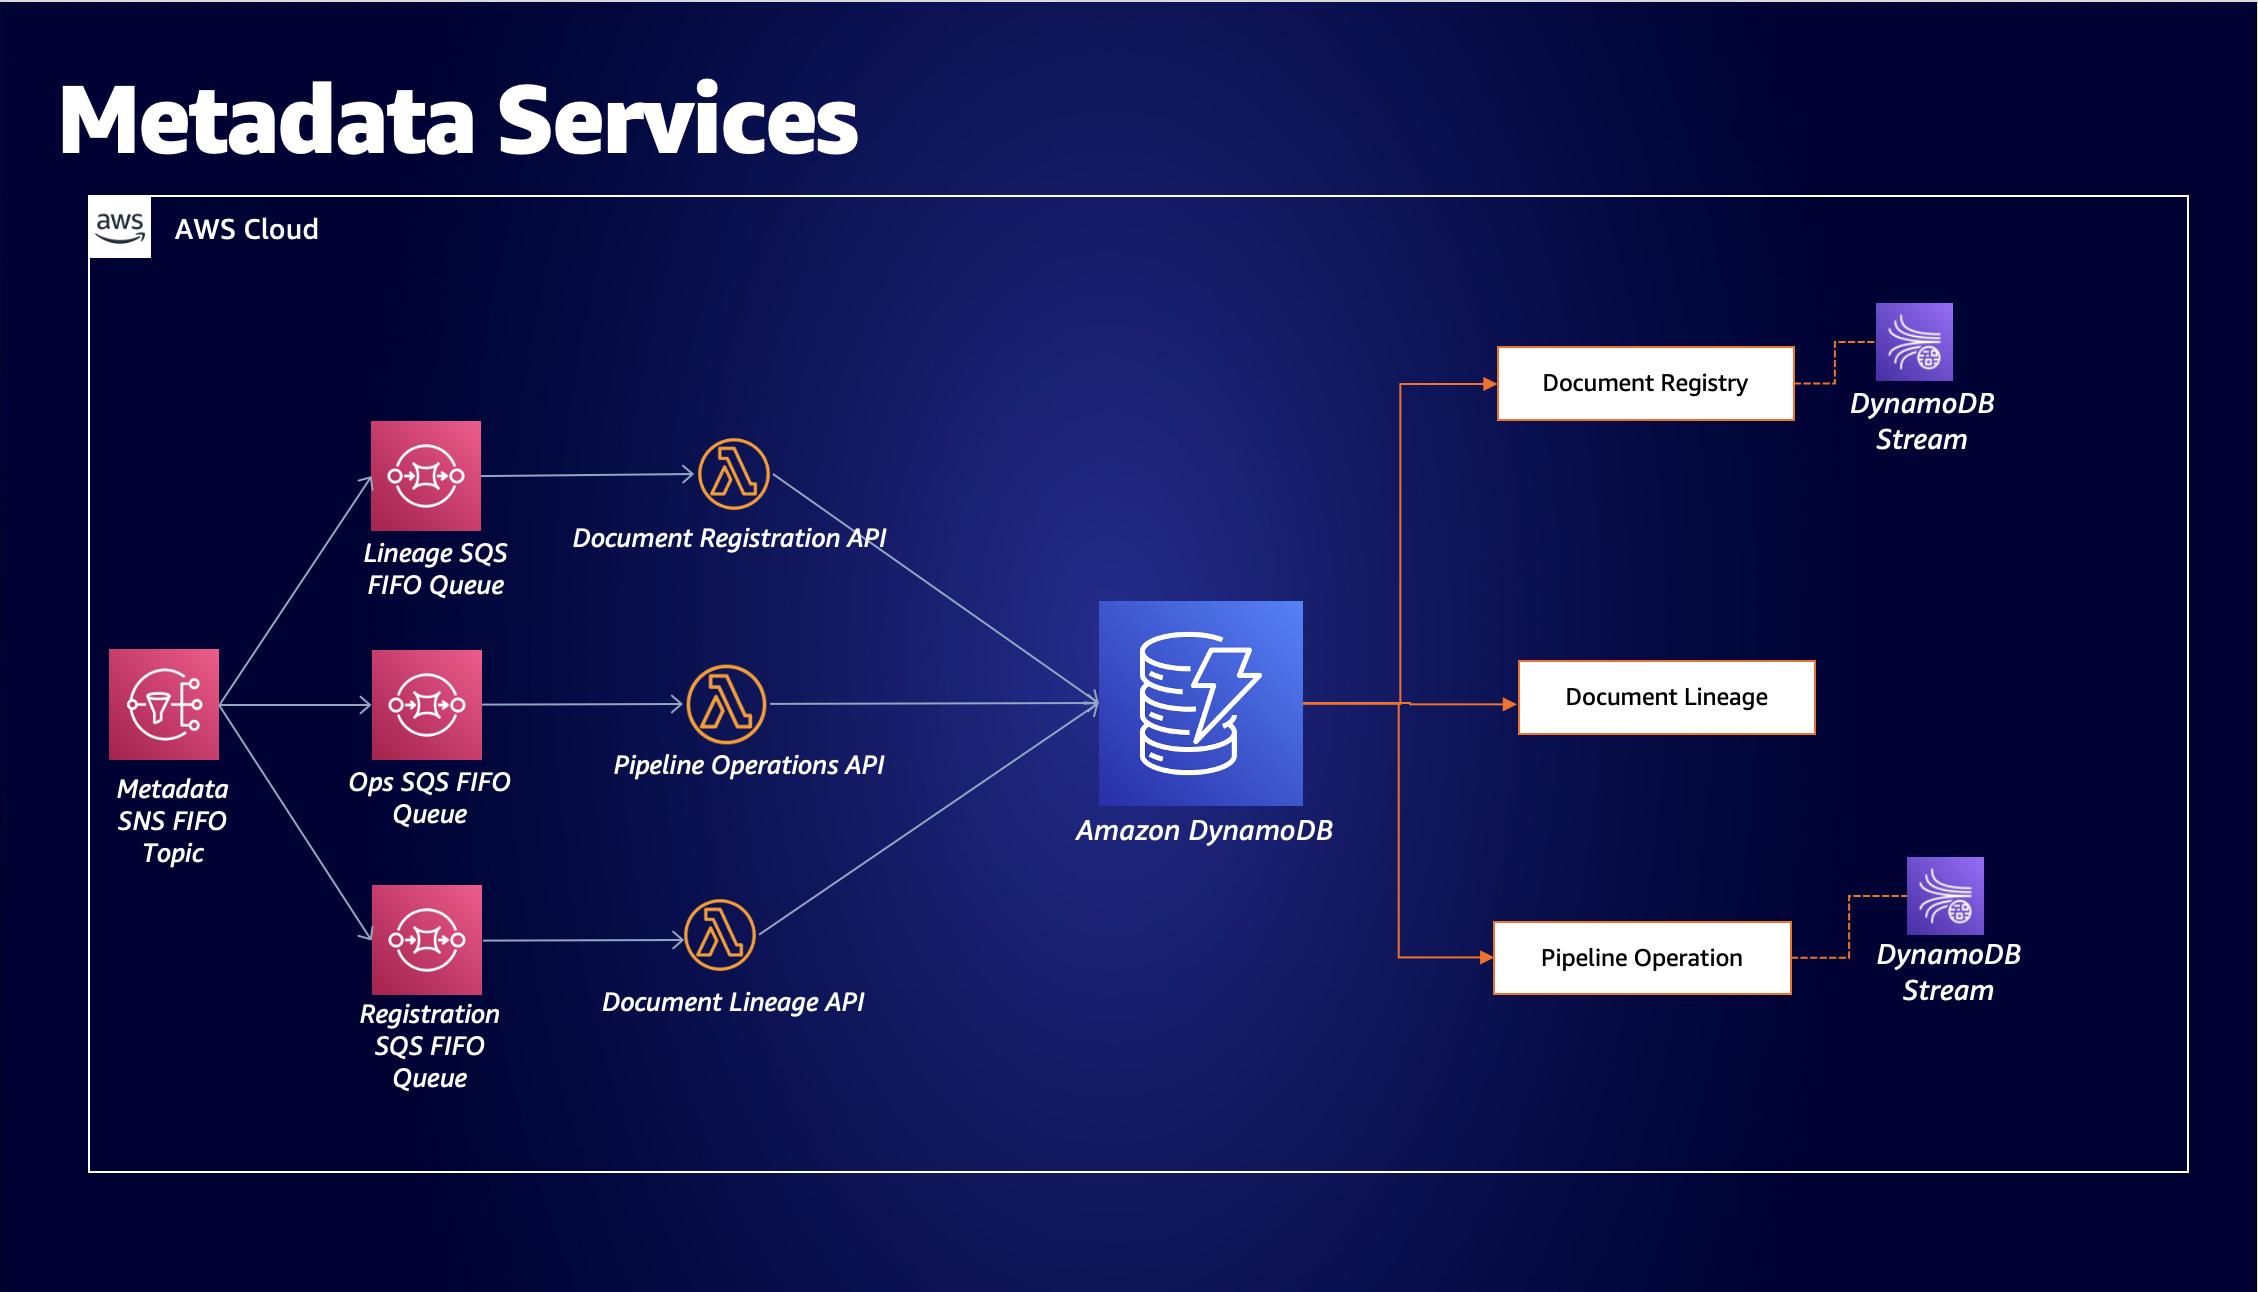 Metadata Services
aws
AWS Cloud
Document Registry
DynamoDB
Stream
Lineage SQS
FIFO Queue
Document Registration API
Document Lineage
Metadata
SNS FIFO
Topic
Ops SQS FIFO
Queue
Pipeline Operations API
Amazon DynamoDB
Pipeline Operation
DynamoDB
Stream
Registration
SQS FIFO
Queue
Document Lineage API